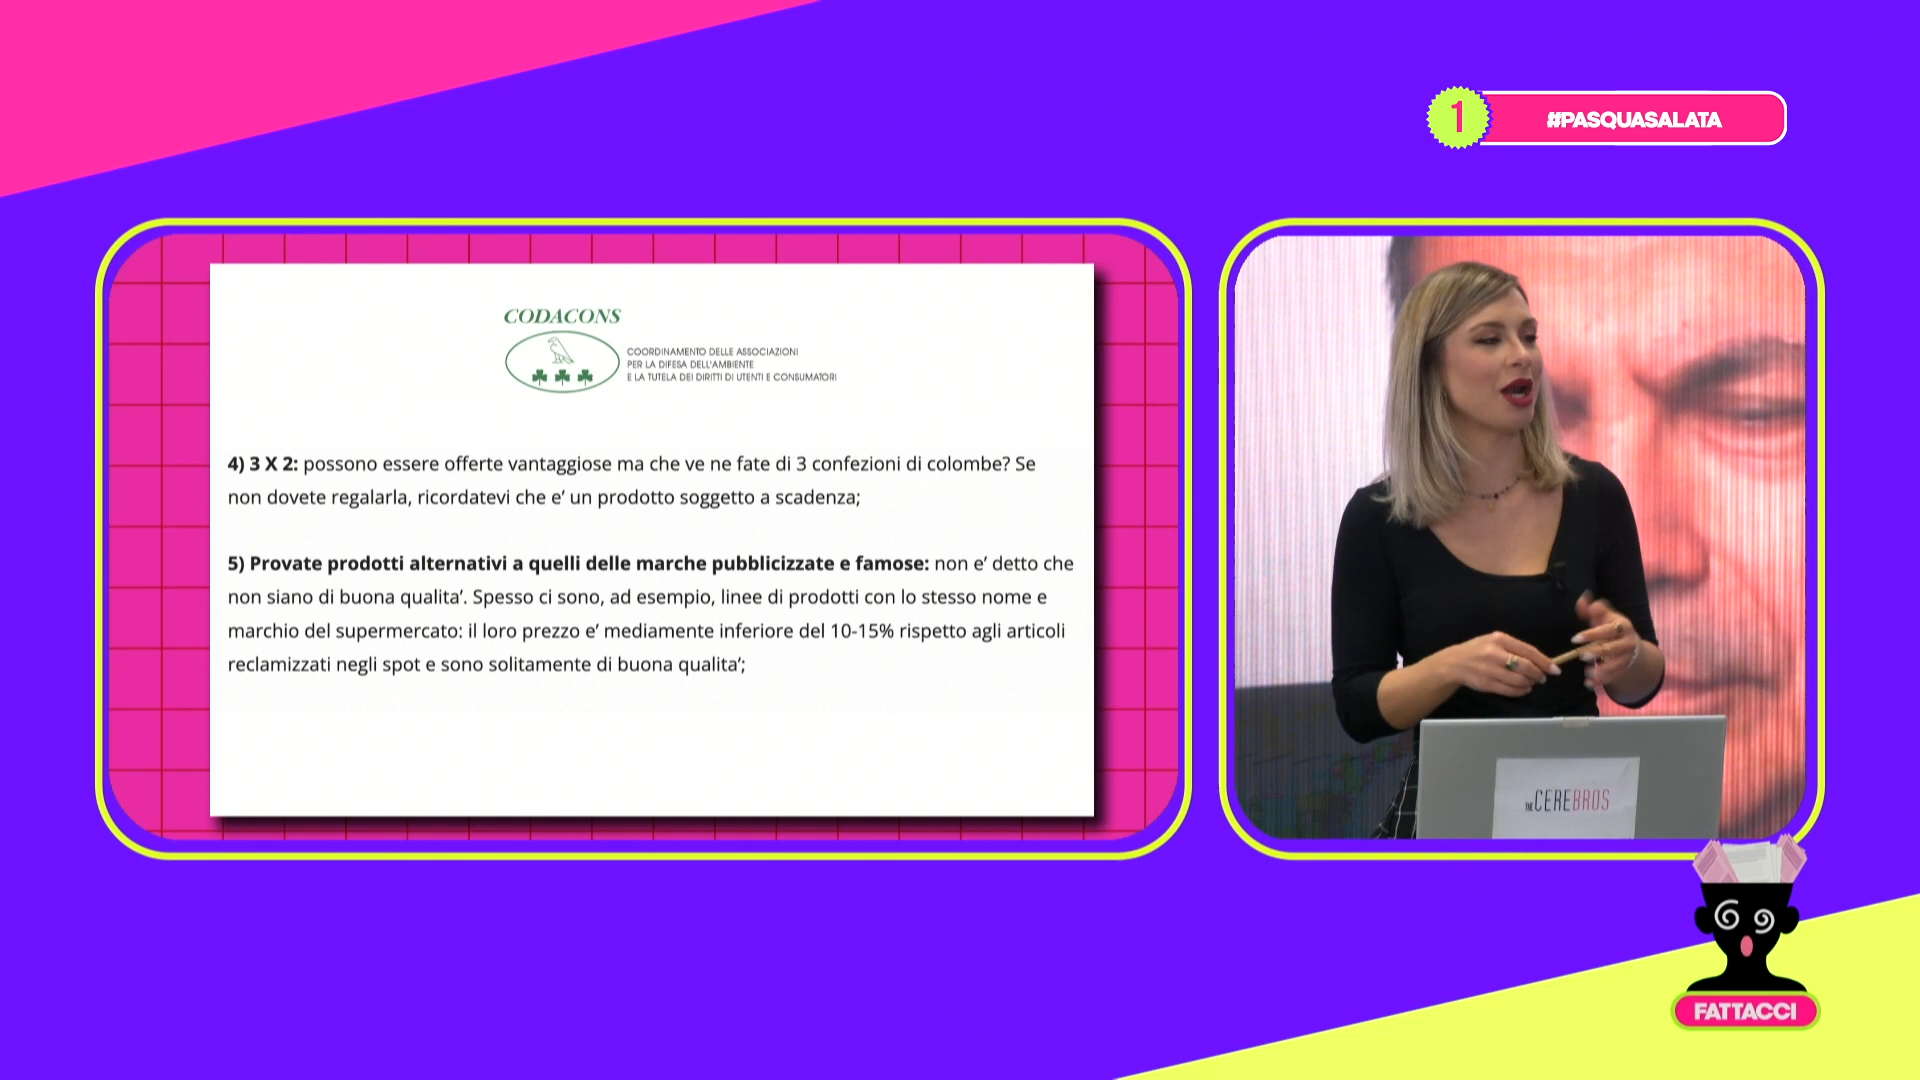 1
#PASQUASALATA
CODACONS
COORDINAMENTO DELLE ASSOCIAZIONI
PER LA DIFESA DELL'AMBIENTE
E LA TUTELA DEI DIRITTI DI UTENTI E CONSUMATORI
4) 3 X 2: possono essere offerte vantaggiose ma che ve ne fate di 3 confezioni di colombe? Se
non dovete regalarla, ricordatevi che e' un prodotto soggetto a scadenza;
5) Provate prodotti alternativi a quelli delle marche pubblicizzate e famose: non e' detto che
non siano di buona qualita'. Spesso ci sono, ad esempio, linee di prodotti con lo stesso nome e
marchio del supermercato: il loro prezzo e' mediamente inferiore del 10-15% rispetto agli articoli
reclamizzati negli spot e sono solitamente di buona qualita';
THE CEREBROS
FATTACCI